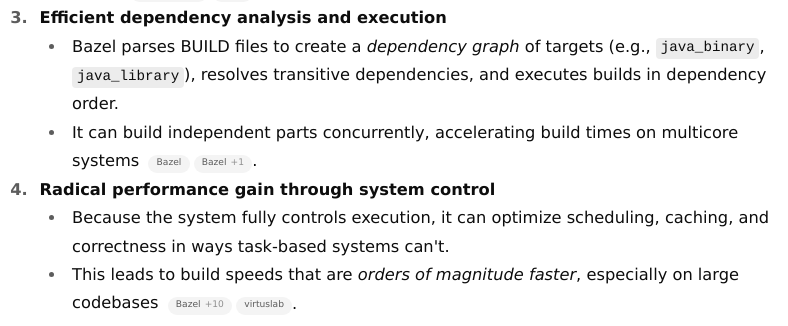 3. Efficient dependency analysis and execution
• Bazel parses BUILD files to create a dependency graph of targets (e.g., java_binary,
java_library), resolves transitive dependencies, and executes builds in dependency
order.
• It can build independent parts concurrently, accelerating build times on multicore
systems Bazel Bazel +1.
4. Radical performance gain through system control
• Because the system fully controls execution, it can optimize scheduling, caching, and
correctness in ways task-based systems can't.
• This leads to build speeds that are orders of magnitude faster, especially on large
codebases Bazel +10 virtuslab.